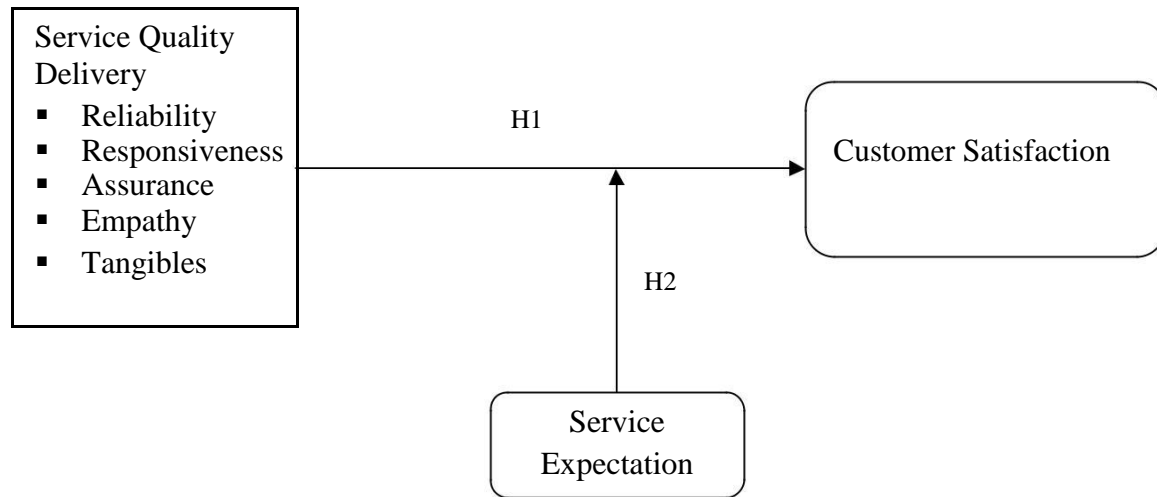 Service Quality
Delivery
▪ Reliability
▪ Responsiveness
▪ Assurance
▪ Empathy
▪ Tangibles
H1
Customer Satisfaction
H2
Service
Expectation